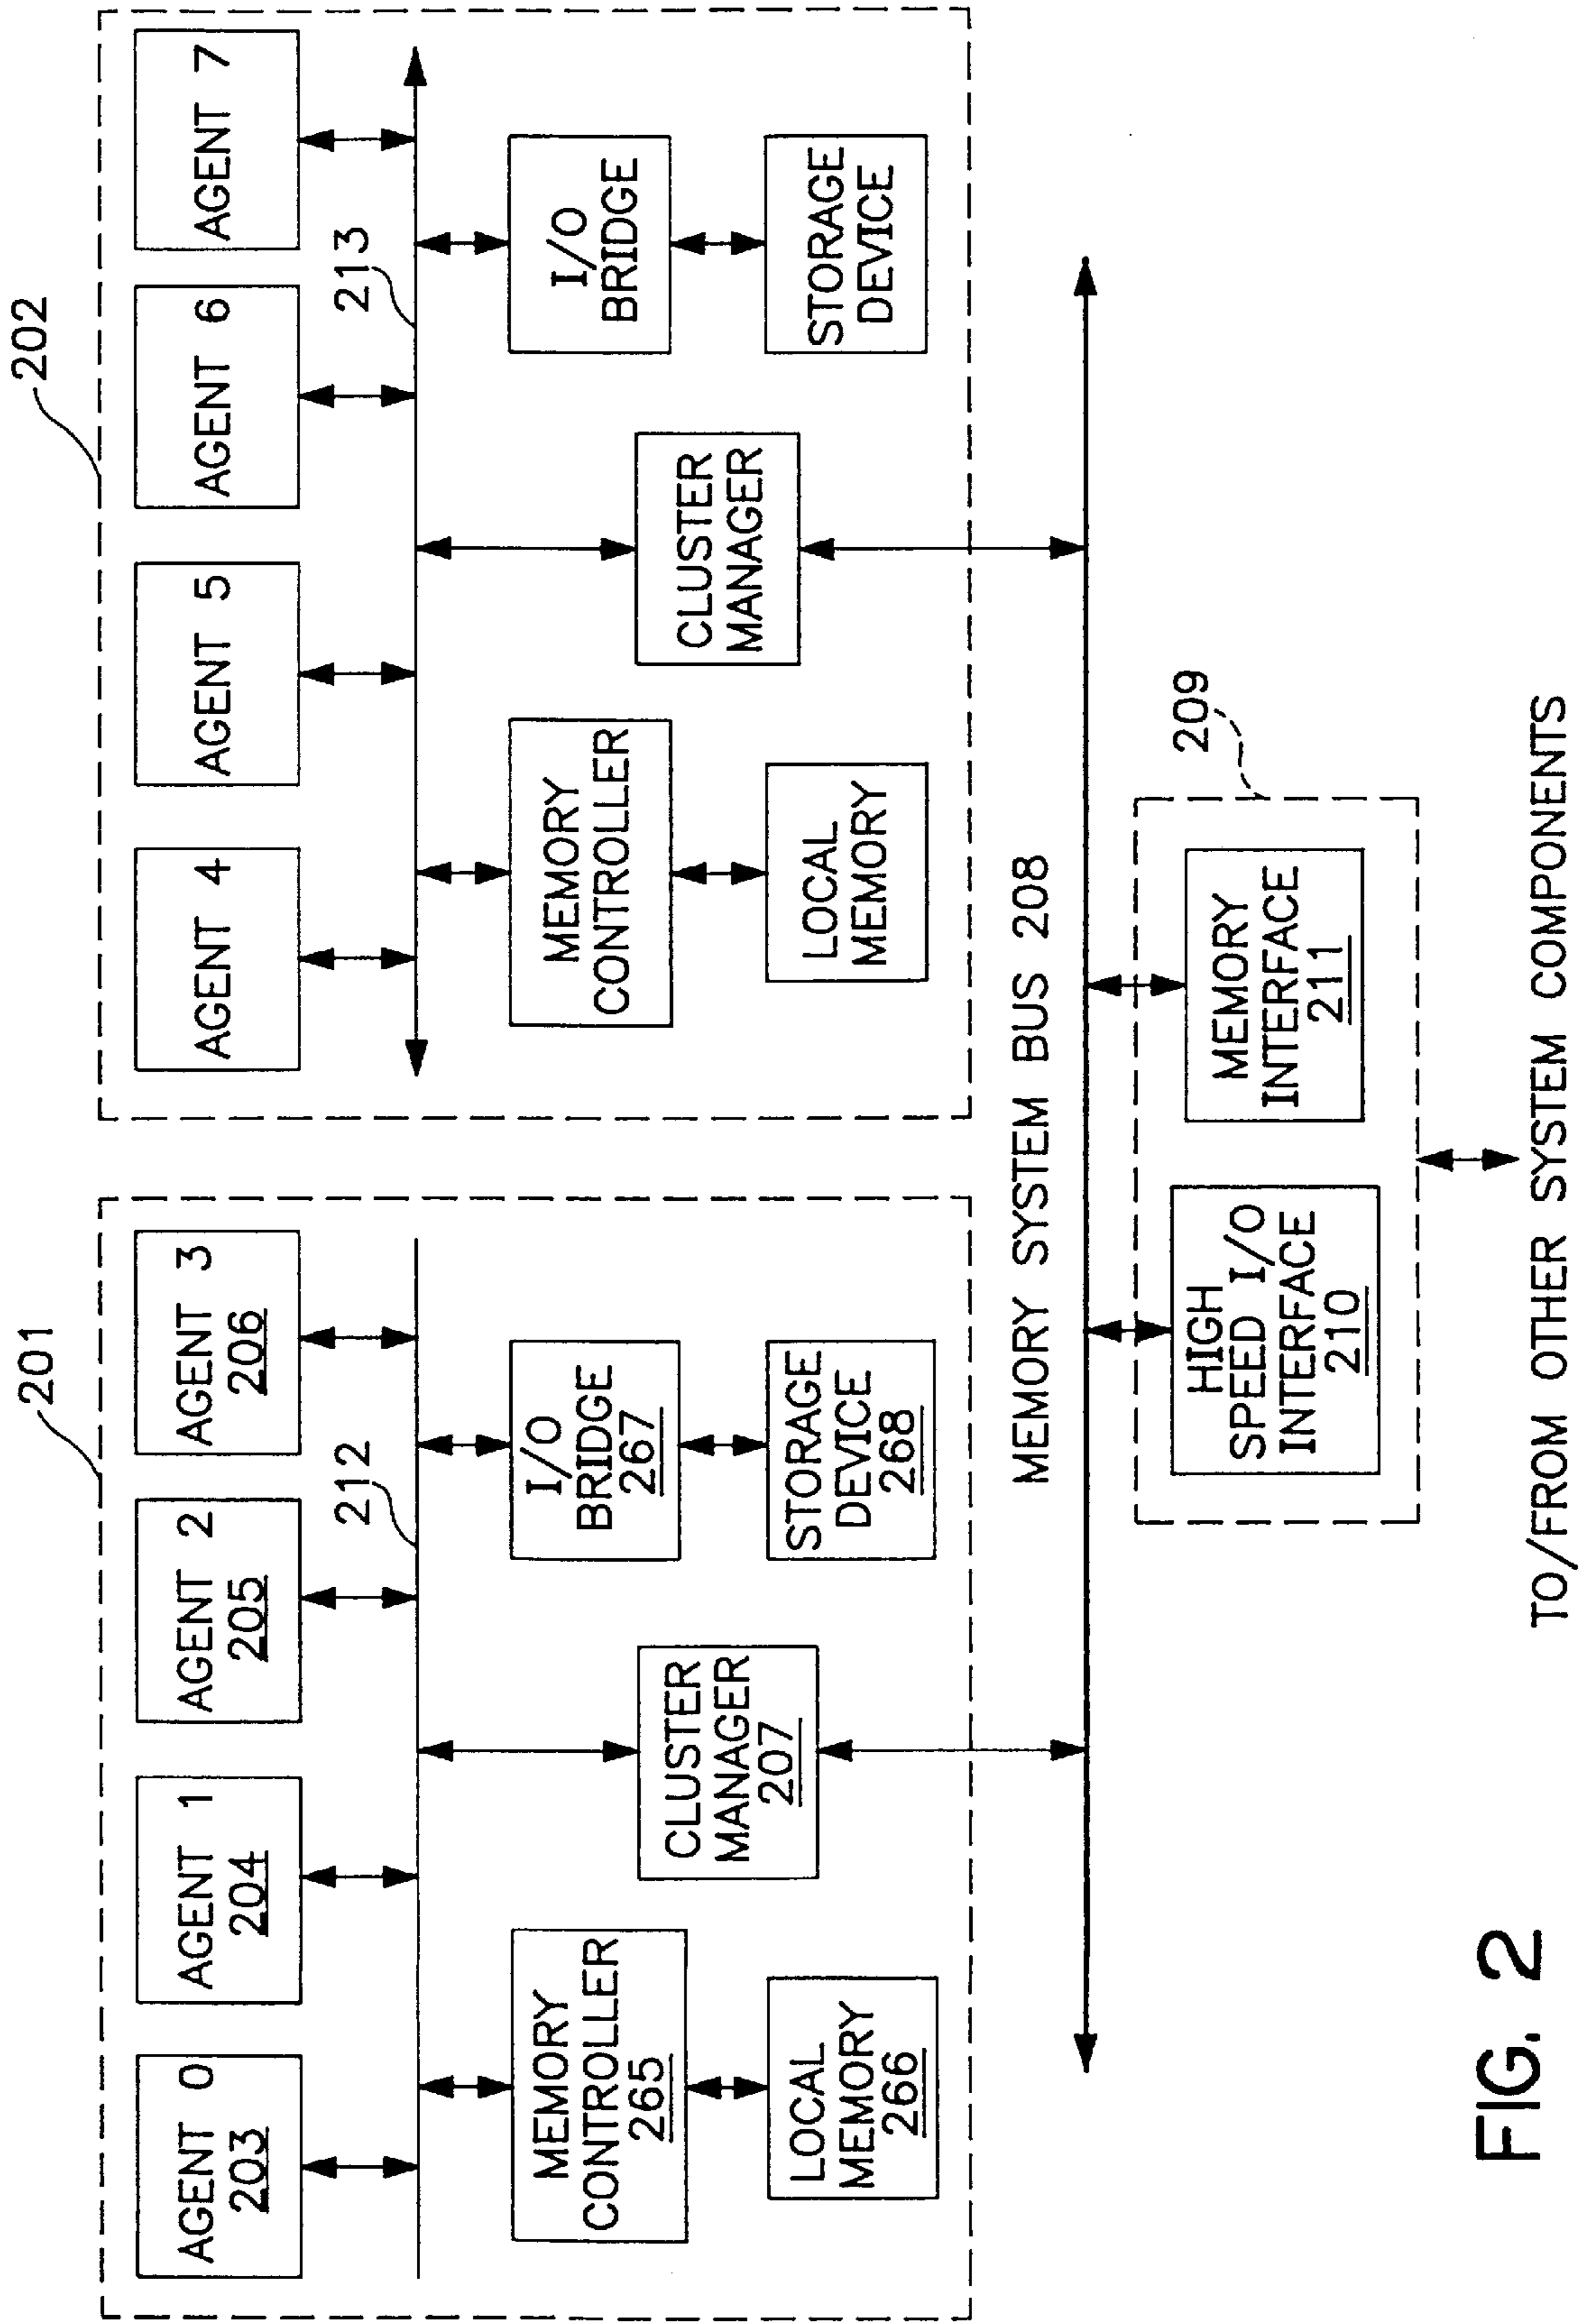 201
202
AGENT 0
203
AGENT 1
204
AGENT 2
205
AGENT 3
206
AGENT 4
AGENT 5
AGENT 6
AGENT 7
212
213
MEMORY
CONTROLLER
265
I/O
BRIDGE
267
MEMORY
CONTROLLER
I/O
BRIDGE
CLUSTER
MANAGER
207
CLUSTER
MANAGER
LOCAL
MEMORY
266
STORAGE
DEVICE
268
LOCAL
MEMORY
STORAGE
DEVICE
MEMORY SYSTEM BUS 208
209
HIGH
SPEED I/O
INTERFACE
210
MEMORY
INTERFACE
211
TO/FROM OTHER SYSTEM COMPONENTS
FIG. 2